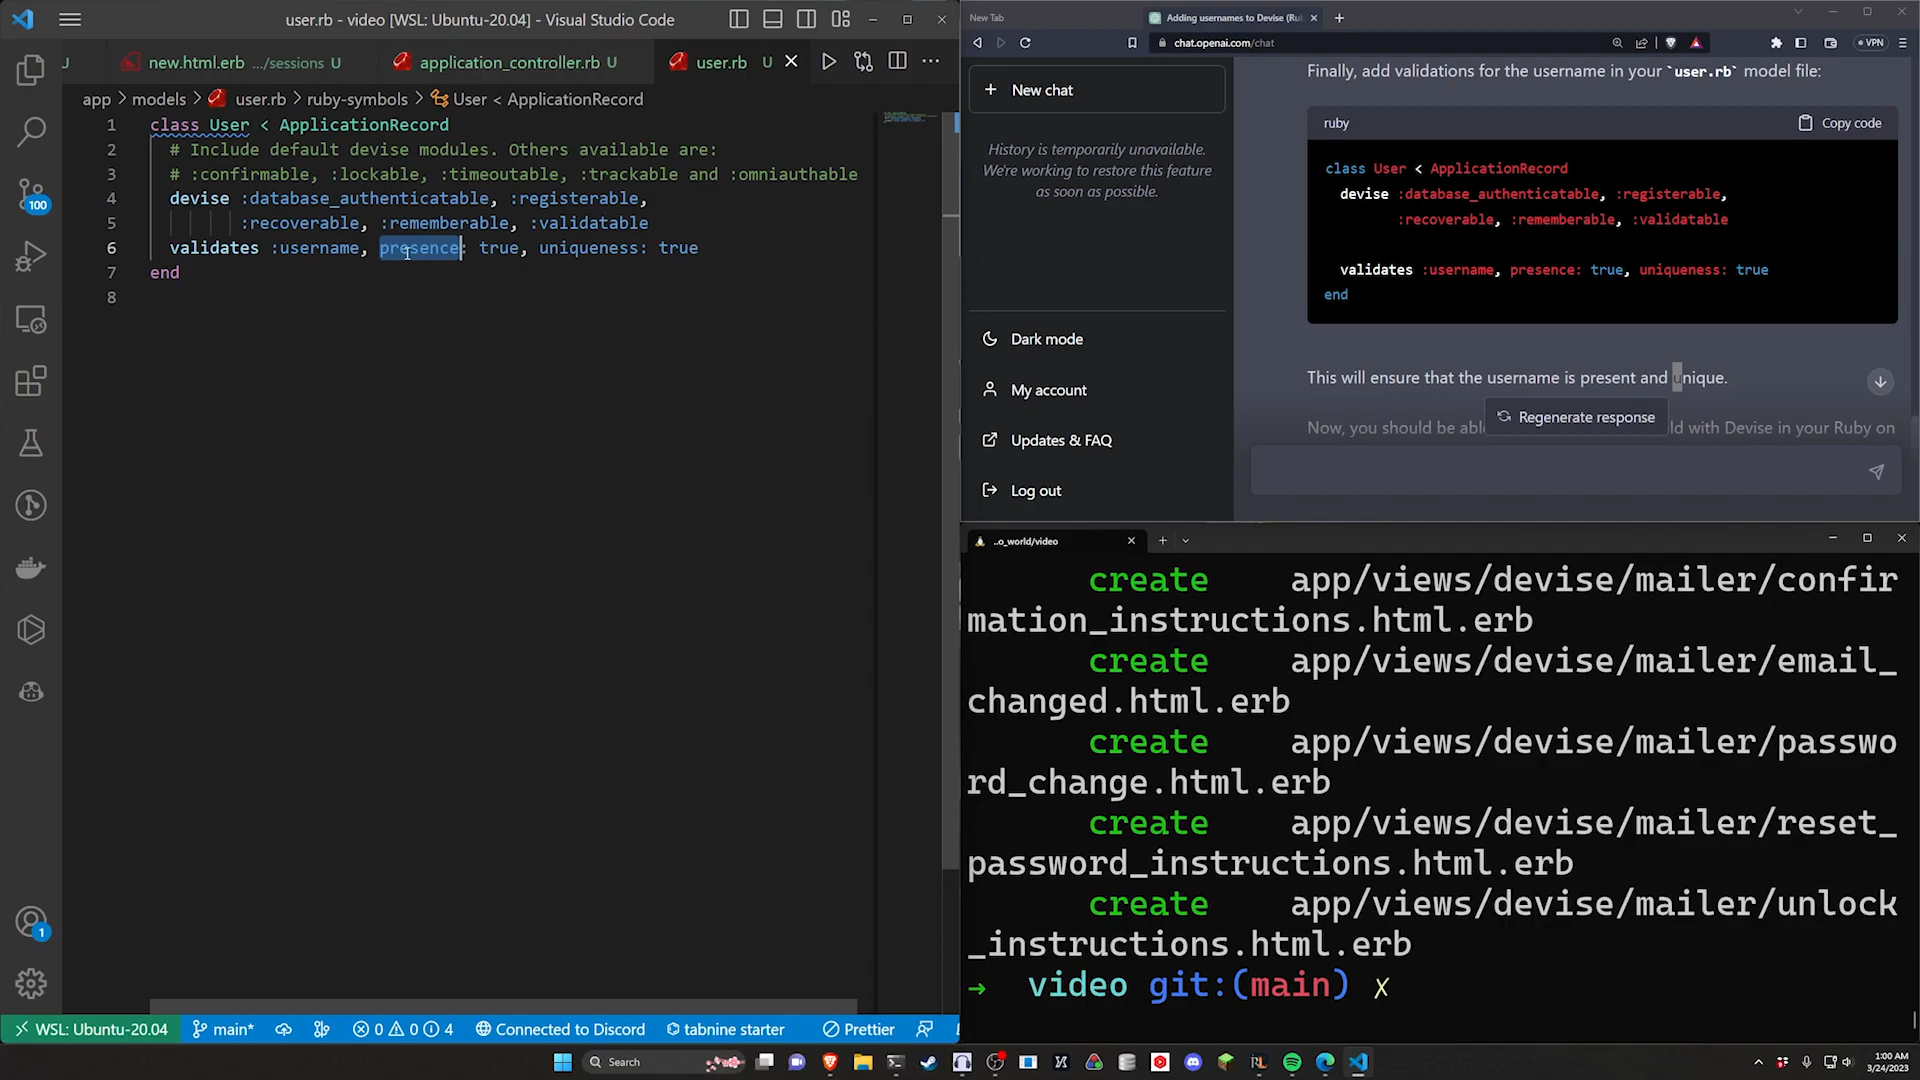 user.rb - video [WSL: Ubuntu-20.04] - Visual Studio Code
new.html.erb .../sessions U
application_controller.rb U
user.rb U
app > models > user.rb > ruby-symbols > User < ApplicationRecord
1 class User < ApplicationRecord
2 # Include default devise modules. Others available are:
3 # :confirmable, :lockable, :timeoutable, :trackable and :omniauthable
4 devise :database_authenticatable, :registerable,
5 :recoverable, :rememberable, :validatable
6 validates :username, presence: true, uniqueness: true
7 end
8
100
1
WSL: Ubuntu-20.04
main*
0 0 4
Connected to Discord
tabnine starter
Prettier
New Tab
Adding usernames to Devise (Ru
chat.openai.com/chat
VPN
New chat
History is temporarily unavailable.
We're working to restore this feature
as soon as possible.
Dark mode
My account
Updates & FAQ
Log out
Finally, add validations for the username in your `user.rb` model file:
ruby
Copy code
class User < ApplicationRecord
devise :database_authenticatable, :registerable,
:recoverable, :rememberable, :validatable
validates :username, presence: true, uniqueness: true
end
This will ensure that the username is present and unique.
Regenerate response
Now, you should be abl ld with Devise in your Ruby on
..o_world/video
create app/views/devise/mailer/confir
mation_instructions.html.erb
create app/views/devise/mailer/email_
changed.html.erb
create app/views/devise/mailer/passwo
rd_change.html.erb
create app/views/devise/mailer/reset_
password_instructions.html.erb
create app/views/devise/mailer/unlock
_instructions.html.erb
→ video git:(main) ✗
Search
1:00 AM
3/24/2023